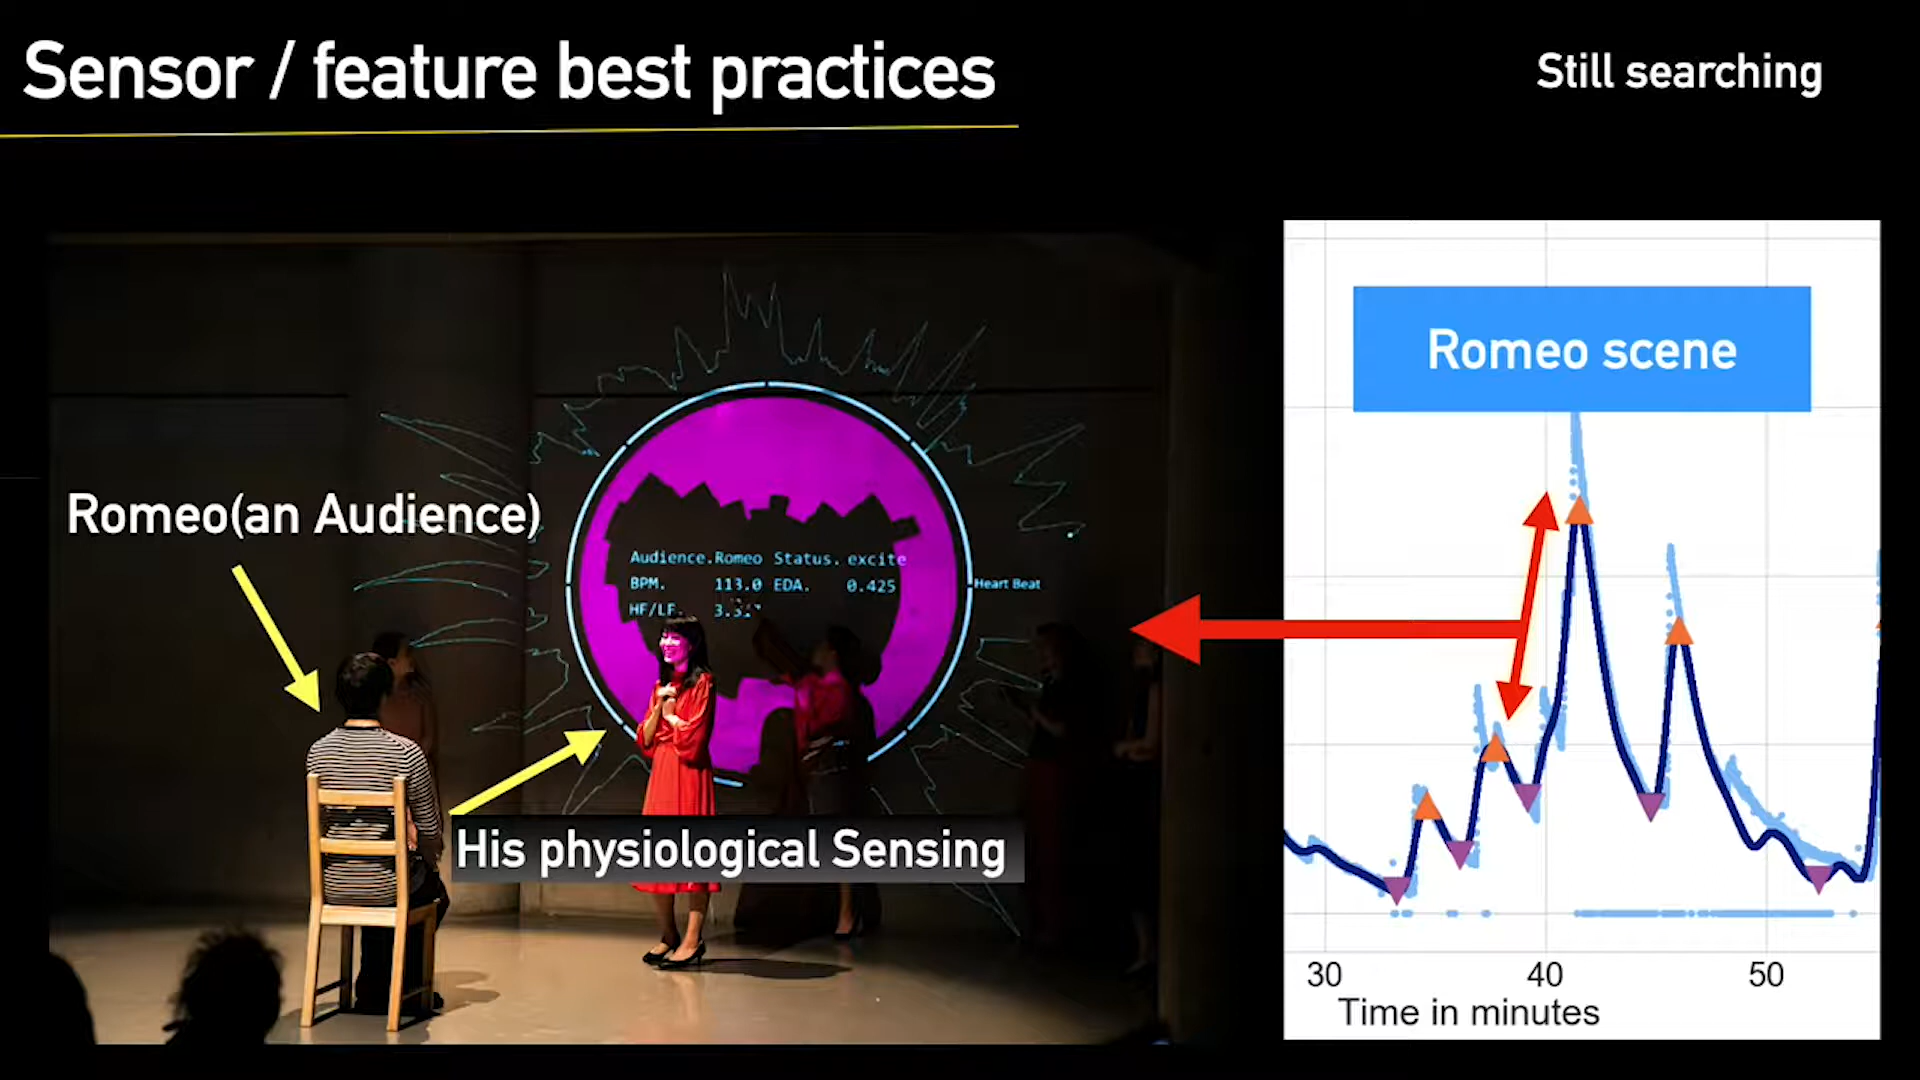 Sensor / feature best practices
Still searching
Romeo scene
Romeo(an Audience)
Audience.Romeo Status. excite
BPM. 113.0 EDA. 0.425
HF/LF.
Heart Beat
His physiological Sensing
30 40 50
Time in minutes